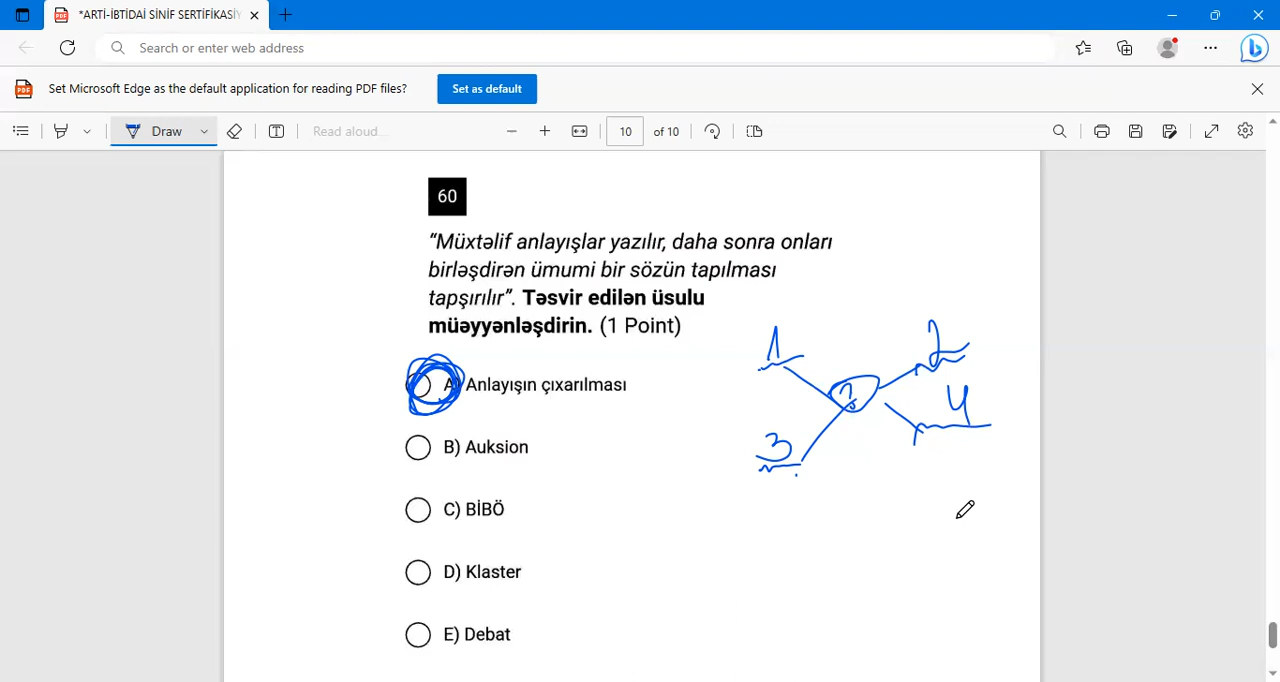 *ARTİ-İBTİDAİ SİNİF SERTİFİKASİY
Search or enter web address
Set Microsoft Edge as the default application for reading PDF files?
Set as default
Draw
Read aloud...
10
of 10
60
“Müxtəlif anlayışlar yazılır, daha sonra onları
birləşdirən ümumi bir sözün tapılması
tapşırılır”. Təsvir edilən üsulu
müəyyənləşdirin. (1 Point)
A) Anlayışın çıxarılması
B) Auksion
C) BİBÖ
D) Klaster
E) Debat
1
2
?
3
4